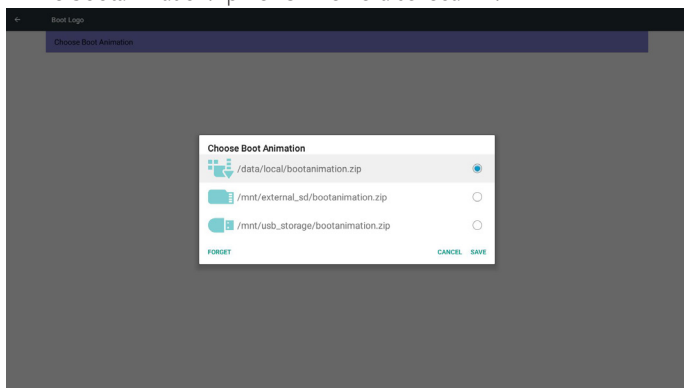 Boot Logo
Choose Boot Animation
Choose Boot Animation
/data/local/bootanimation.zip
/mnt/external_sd/bootanimation.zip
/mnt/usb_storage/bootanimation.zip
FORGET CANCEL SAVE